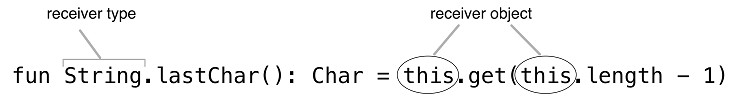 receiver type
receiver object
fun String.lastChar(): Char = this.get(this.length - 1)